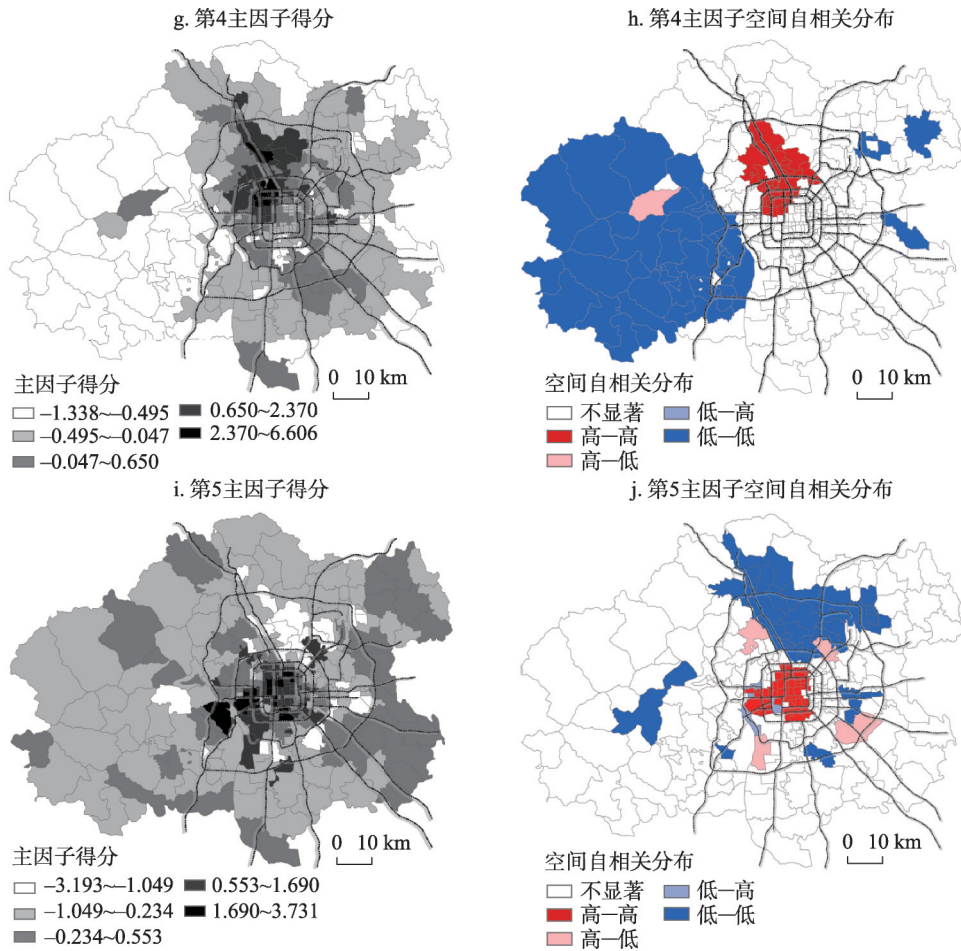 g. 第4主因子得分
h. 第4主因子空间自相关分布
0 10 km
主因子得分
–1.338~–0.495
0.650~2.370
–0.495~–0.047
2.370~6.606
–0.047~0.650
0 10 km
空间自相关分布
不显著
低—高
高—高
低—低
高—低
i. 第5主因子得分
j. 第5主因子空间自相关分布
0 10 km
主因子得分
–3.193~–1.049
0.553~1.690
–1.049~–0.234
1.690~3.731
–0.234~0.553
0 10 km
空间自相关分布
不显著
低—高
高—高
低—低
高—低